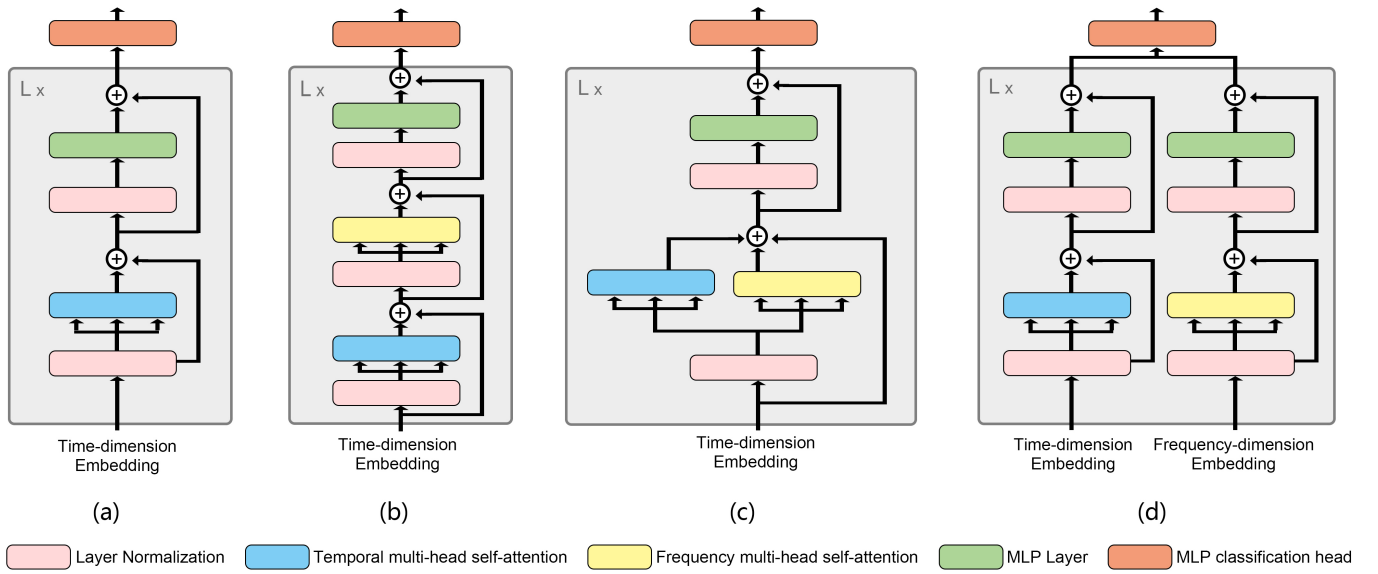 L x
L x
L x
L x
Time-dimension
Embedding
Time-dimension
Embedding
Time-dimension
Embedding
Time-dimension
Embedding
Frequency-dimension
Embedding
(a)
(b)
(c)
(d)
Layer Normalization
Temporal multi-head self-attention
Frequency multi-head self-attention
MLP Layer
MLP classification head